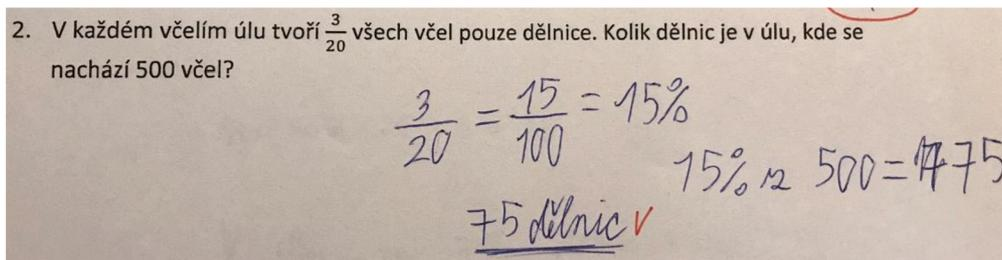 2. V každém včelím úlu tvoří 3/20 všech včel pouze dělnice. Kolik dělnic je v úlu, kde se
nachází 500 včel?
3/20 = 15/100 = 15%
15% z 500 = 75
75 dělnic ✓